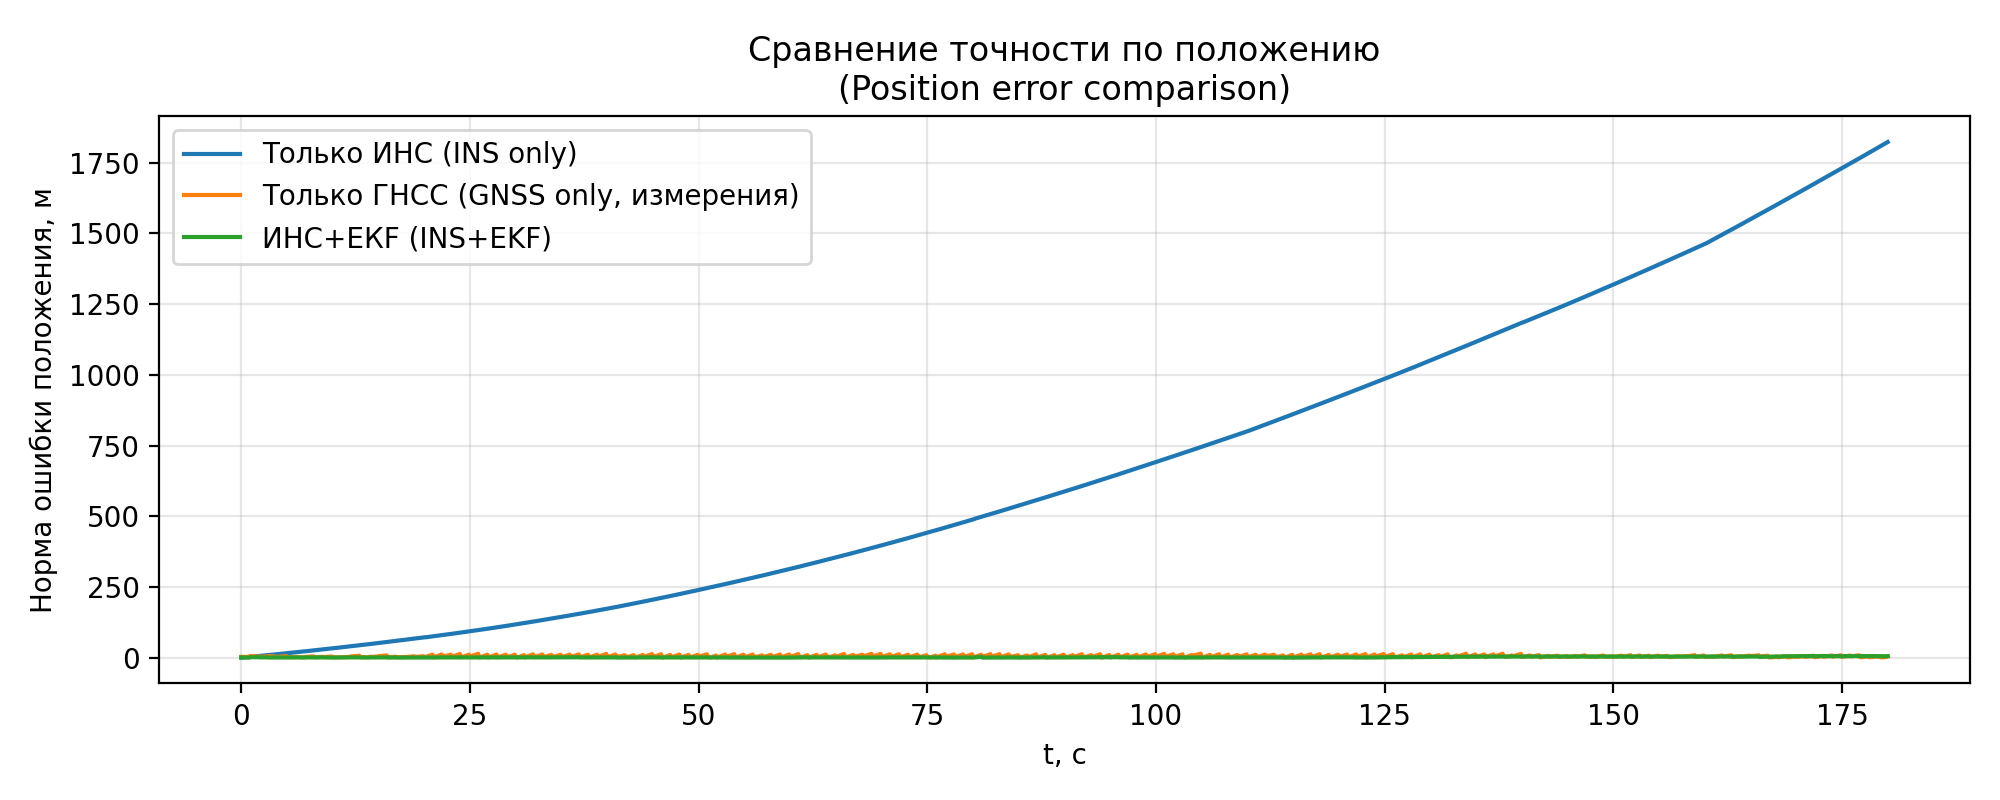 Сравнение точности по положению
(Position error comparison)
Только ИНС (INS only)
Только ГНСС (GNSS only, измерения)
ИНС+ЕКF (INS+EKF)
Норма ошибки положения, м
1750
1500
1250
1000
750
500
250
0
0
25
50
75
100
125
150
175
t, с